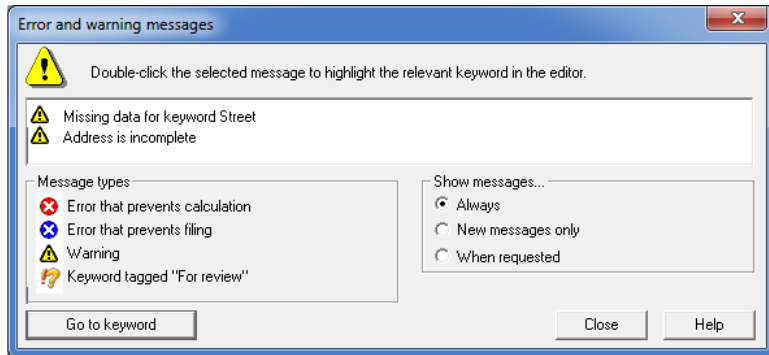 Error and warning messages
Double-click the selected message to highlight the relevant keyword in the editor.
Missing data for keyword Street
Address is incomplete
Message types
Error that prevents calculation
Error that prevents filing
Warning
Keyword tagged "For review"
Show messages...
Always
New messages only
When requested
Go to keyword
Close
Help